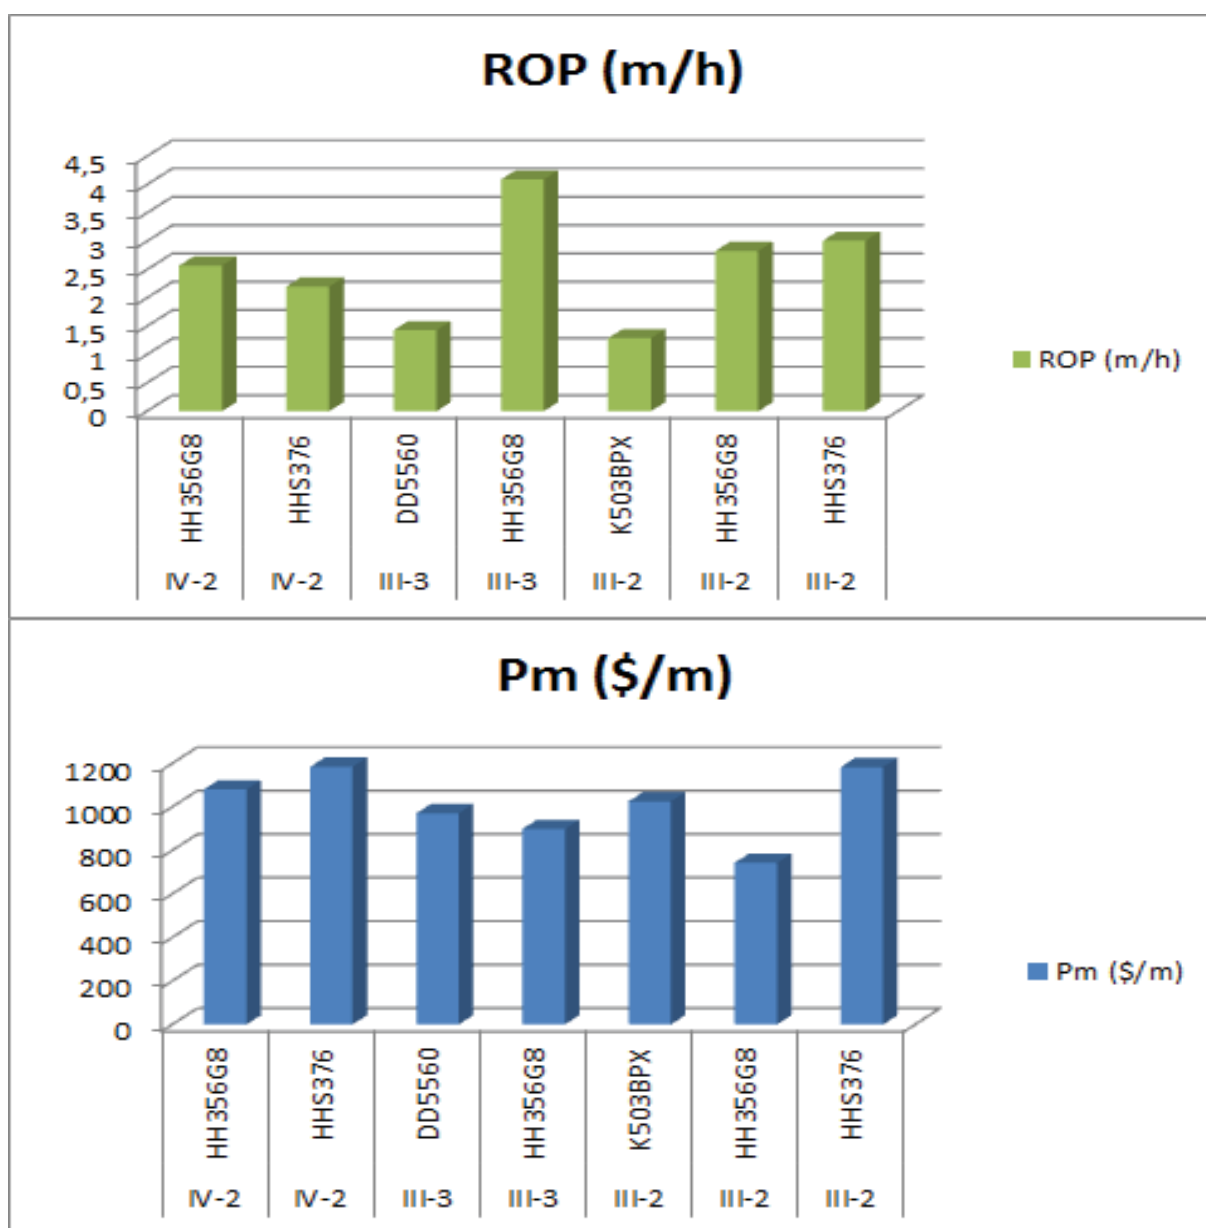 ROP (m/h)
4,5
4
3,5
3
2,5
2
1,5
1
0,5
0
ROP (m/h)
HH356G8 HHS376 DD5560 HH356G8 K503BPX HH356G8 HHS376
IV-2 IV-2 III-3 III-3 III-2 III-2 III-2
Pm ($/m)
1200
1000
800
600
400
200
0
Pm ($/m)
HH356G8 HHS376 DD5560 HH356G8 K503BPX HH356G8 HHS376
IV-2 IV-2 III-3 III-3 III-2 III-2 III-2